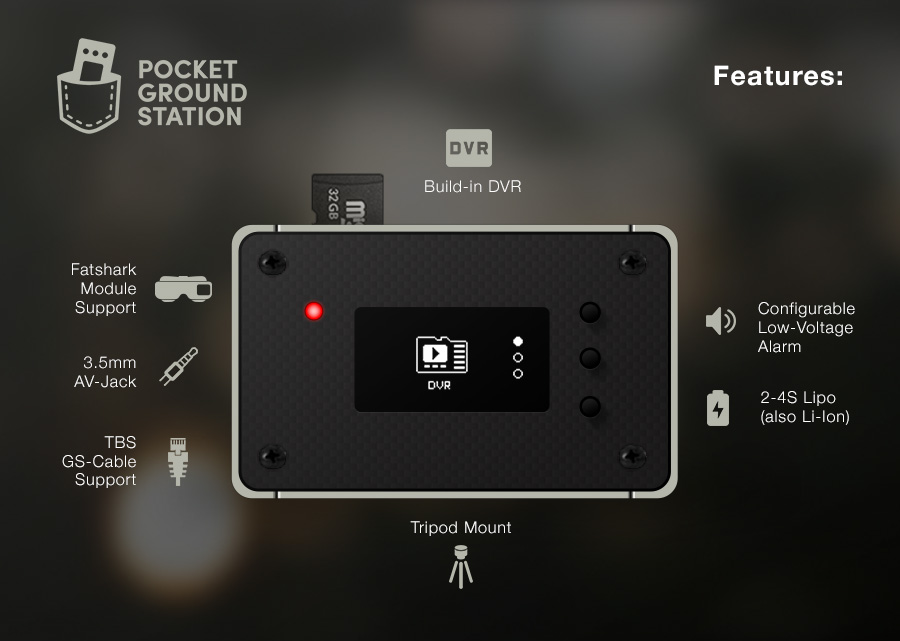 POCKET
GROUND
STATION
Features:
DVR
Build-in DVR
32GB
Fatshark
Module
Support
3.5mm
AV-Jack
TBS
GS-Cable
Support
DVR
Configurable
Low-Voltage
Alarm
2-4S Lipo
(also Li-Ion)
Tripod Mount